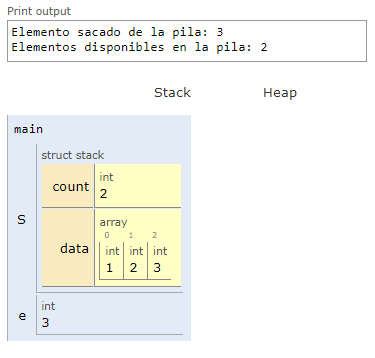 Print output
Elemento sacado de la pila: 3
Elementos disponibles en la pila: 2
Stack Heap
main
S
struct stack
count
int
2
data
array
0 1 2
int int int
1 2 3
e
int
3